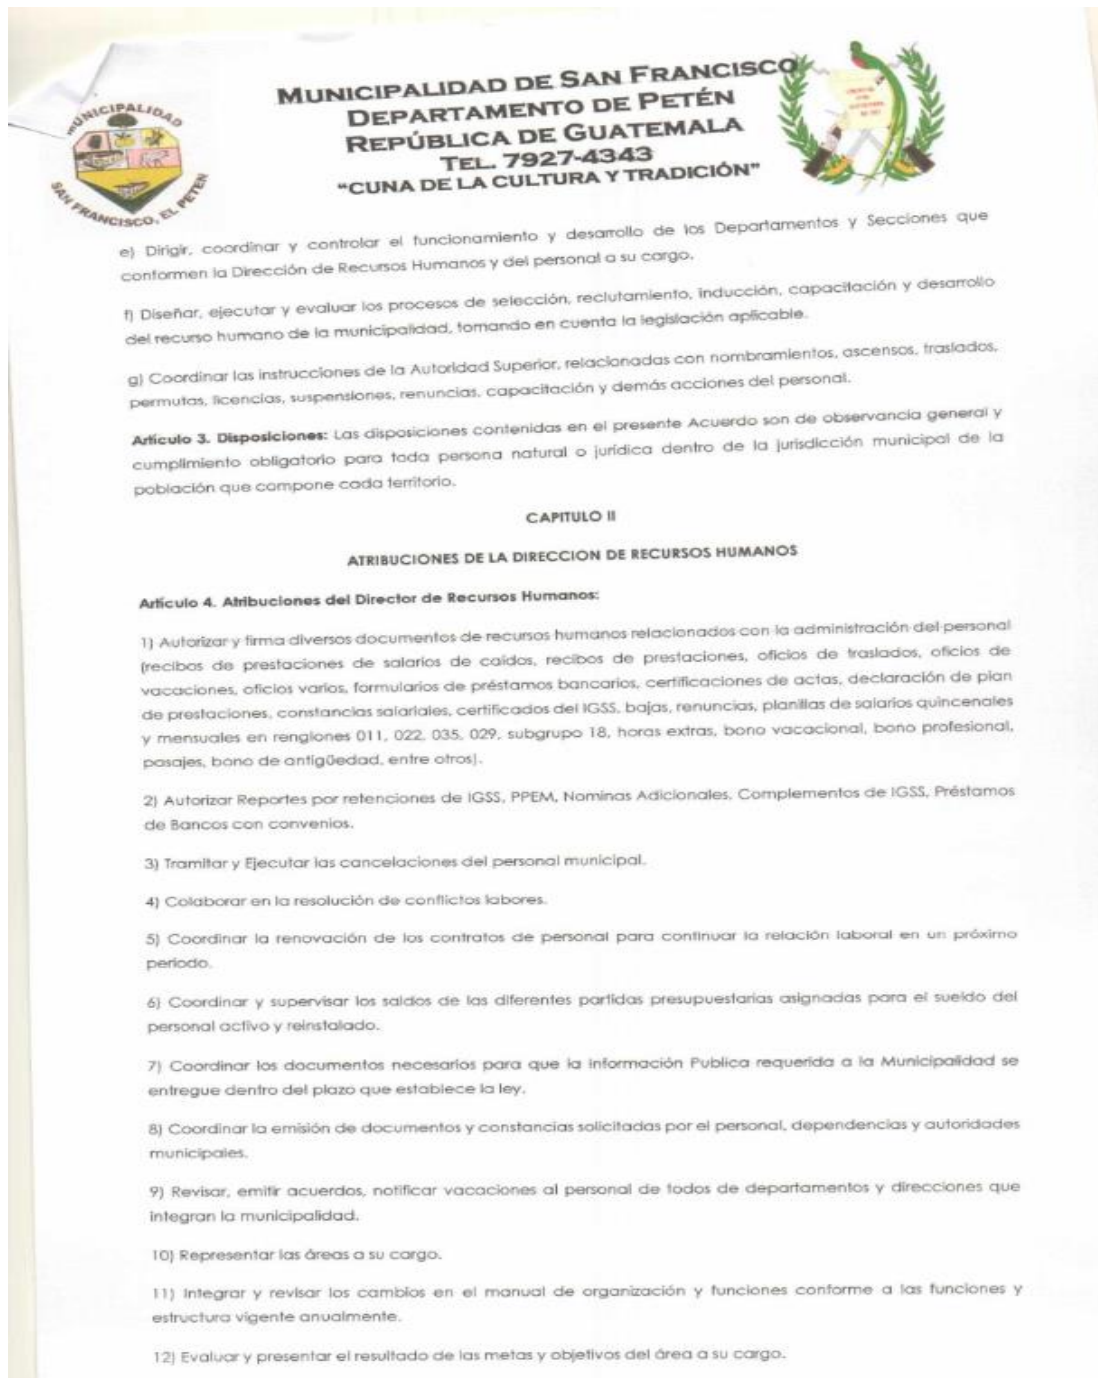 MUNICIPALIDAD DE SAN FRANCISCO
DEPARTAMENTO DE PETÉN
REPÚBLICA DE GUATEMALA
TEL. 7927-4343
"CUNA DE LA CULTURA Y TRADICIÓN"
MUNICIPALIDAD
SAN FRANCISCO, EL PETEN
e) Dirigir, coordinar y controlar el funcionamiento y desarrollo de los Departamentos y Secciones que
conformen la Dirección de Recursos Humanos y del personal a su cargo.
f) Diseñar, ejecutar y evaluar los procesos de selección, reclutamiento, inducción, capacitación y desarrollo
del recurso humano de la municipalidad, tomando en cuenta la legislación aplicable.
g) Coordinar las instrucciones de la Autoridad Superior, relacionadas con nombramientos, ascensos, traslados,
permutas, licencias, suspensiones, renuncias, capacitación y demás acciones del personal.
Artículo 3. Disposiciones: Las disposiciones contenidas en el presente Acuerdo son de observancia general y
cumplimiento obligatorio para toda persona natural o jurídica dentro de la jurisdicción municipal de la
población que compone cada territorio.
CAPITULO II
ATRIBUCIONES DE LA DIRECCION DE RECURSOS HUMANOS
Artículo 4. Atribuciones del Director de Recursos Humanos:
1) Autorizar y firma diversos documentos de recursos humanos relacionados con la administración del personal
(recibos de prestaciones de salarios de caídos, recibos de prestaciones, oficios de traslados, oficios de
vacaciones, oficios varios, formularios de préstamos bancarios, certificaciones de actas, declaración de plan
de prestaciones, constancias salariales, certificados del IGSS, bajas, renuncias, planillas de salarios quincenales
y mensuales en renglones 011, 022, 035, 029, subgrupo 18, horas extras, bono vacacional, bono profesional,
pasajes, bono de antigüedad, entre otros).
2) Autorizar Reportes por retenciones de IGSS, PPEM, Nominas Adicionales, Complementos de IGSS, Préstamos
de Bancos con convenios.
3) Tramitar y Ejecutar las cancelaciones del personal municipal.
4) Colaborar en la resolución de conflictos labores.
5) Coordinar la renovación de los contratos de personal para continuar la relación laboral en un próximo
período.
6) Coordinar y supervisar los saldos de las diferentes partidas presupuestarias asignadas para el sueldo del
personal activo y reinstalado.
7) Coordinar los documentos necesarios para que la Información Publica requerida a la Municipalidad se
entregue dentro del plazo que establece la ley.
8) Coordinar la emisión de documentos y constancias solicitadas por el personal, dependencias y autoridades
municipales.
9) Revisar, emitir acuerdos, notificar vacaciones al personal de todos de departamentos y direcciones que
integran la municipalidad.
10) Representar las áreas a su cargo.
11) Integrar y revisar los cambios en el manual de organización y funciones conforme a las funciones y
estructura vigente anualmente.
12) Evaluar y presentar el resultado de las metas y objetivos del área a su cargo.